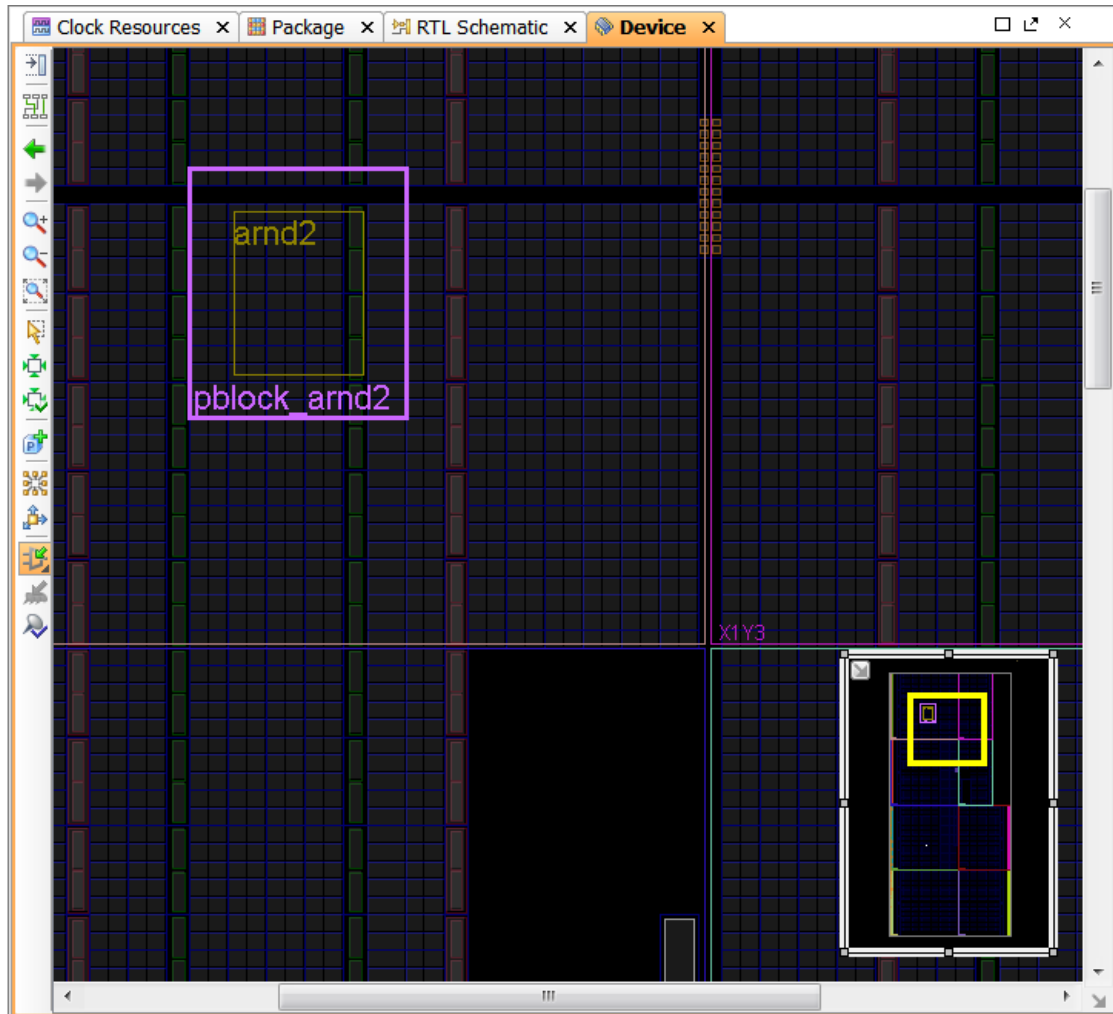 Clock Resources
Package
RTL Schematic
Device
arnd2
pblock_arnd2
X1Y3